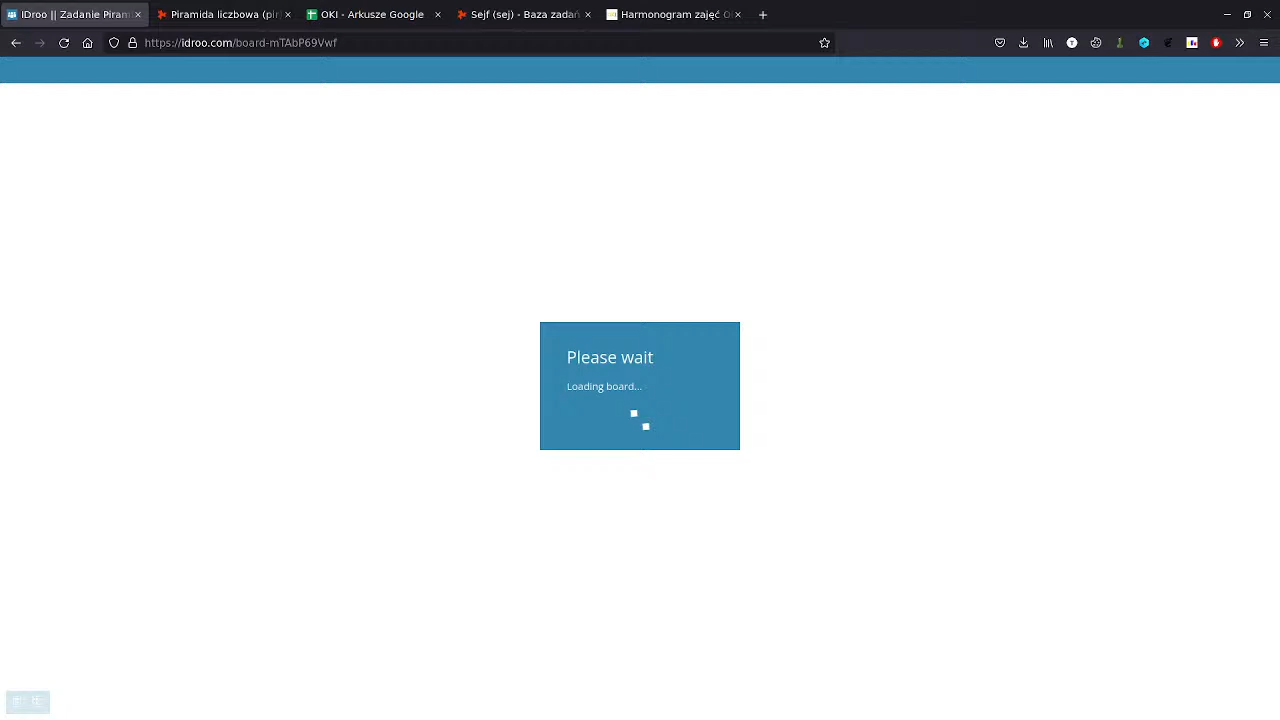 IDroo || Zadanie Piram
Piramida liczbowa (pir
OKI - Arkusze Google
Sejf (sej) - Baza zadań
Harmonogram zajęć O
https://idroo.com/board-mTAbP69Vwf
Please wait
Loading board...